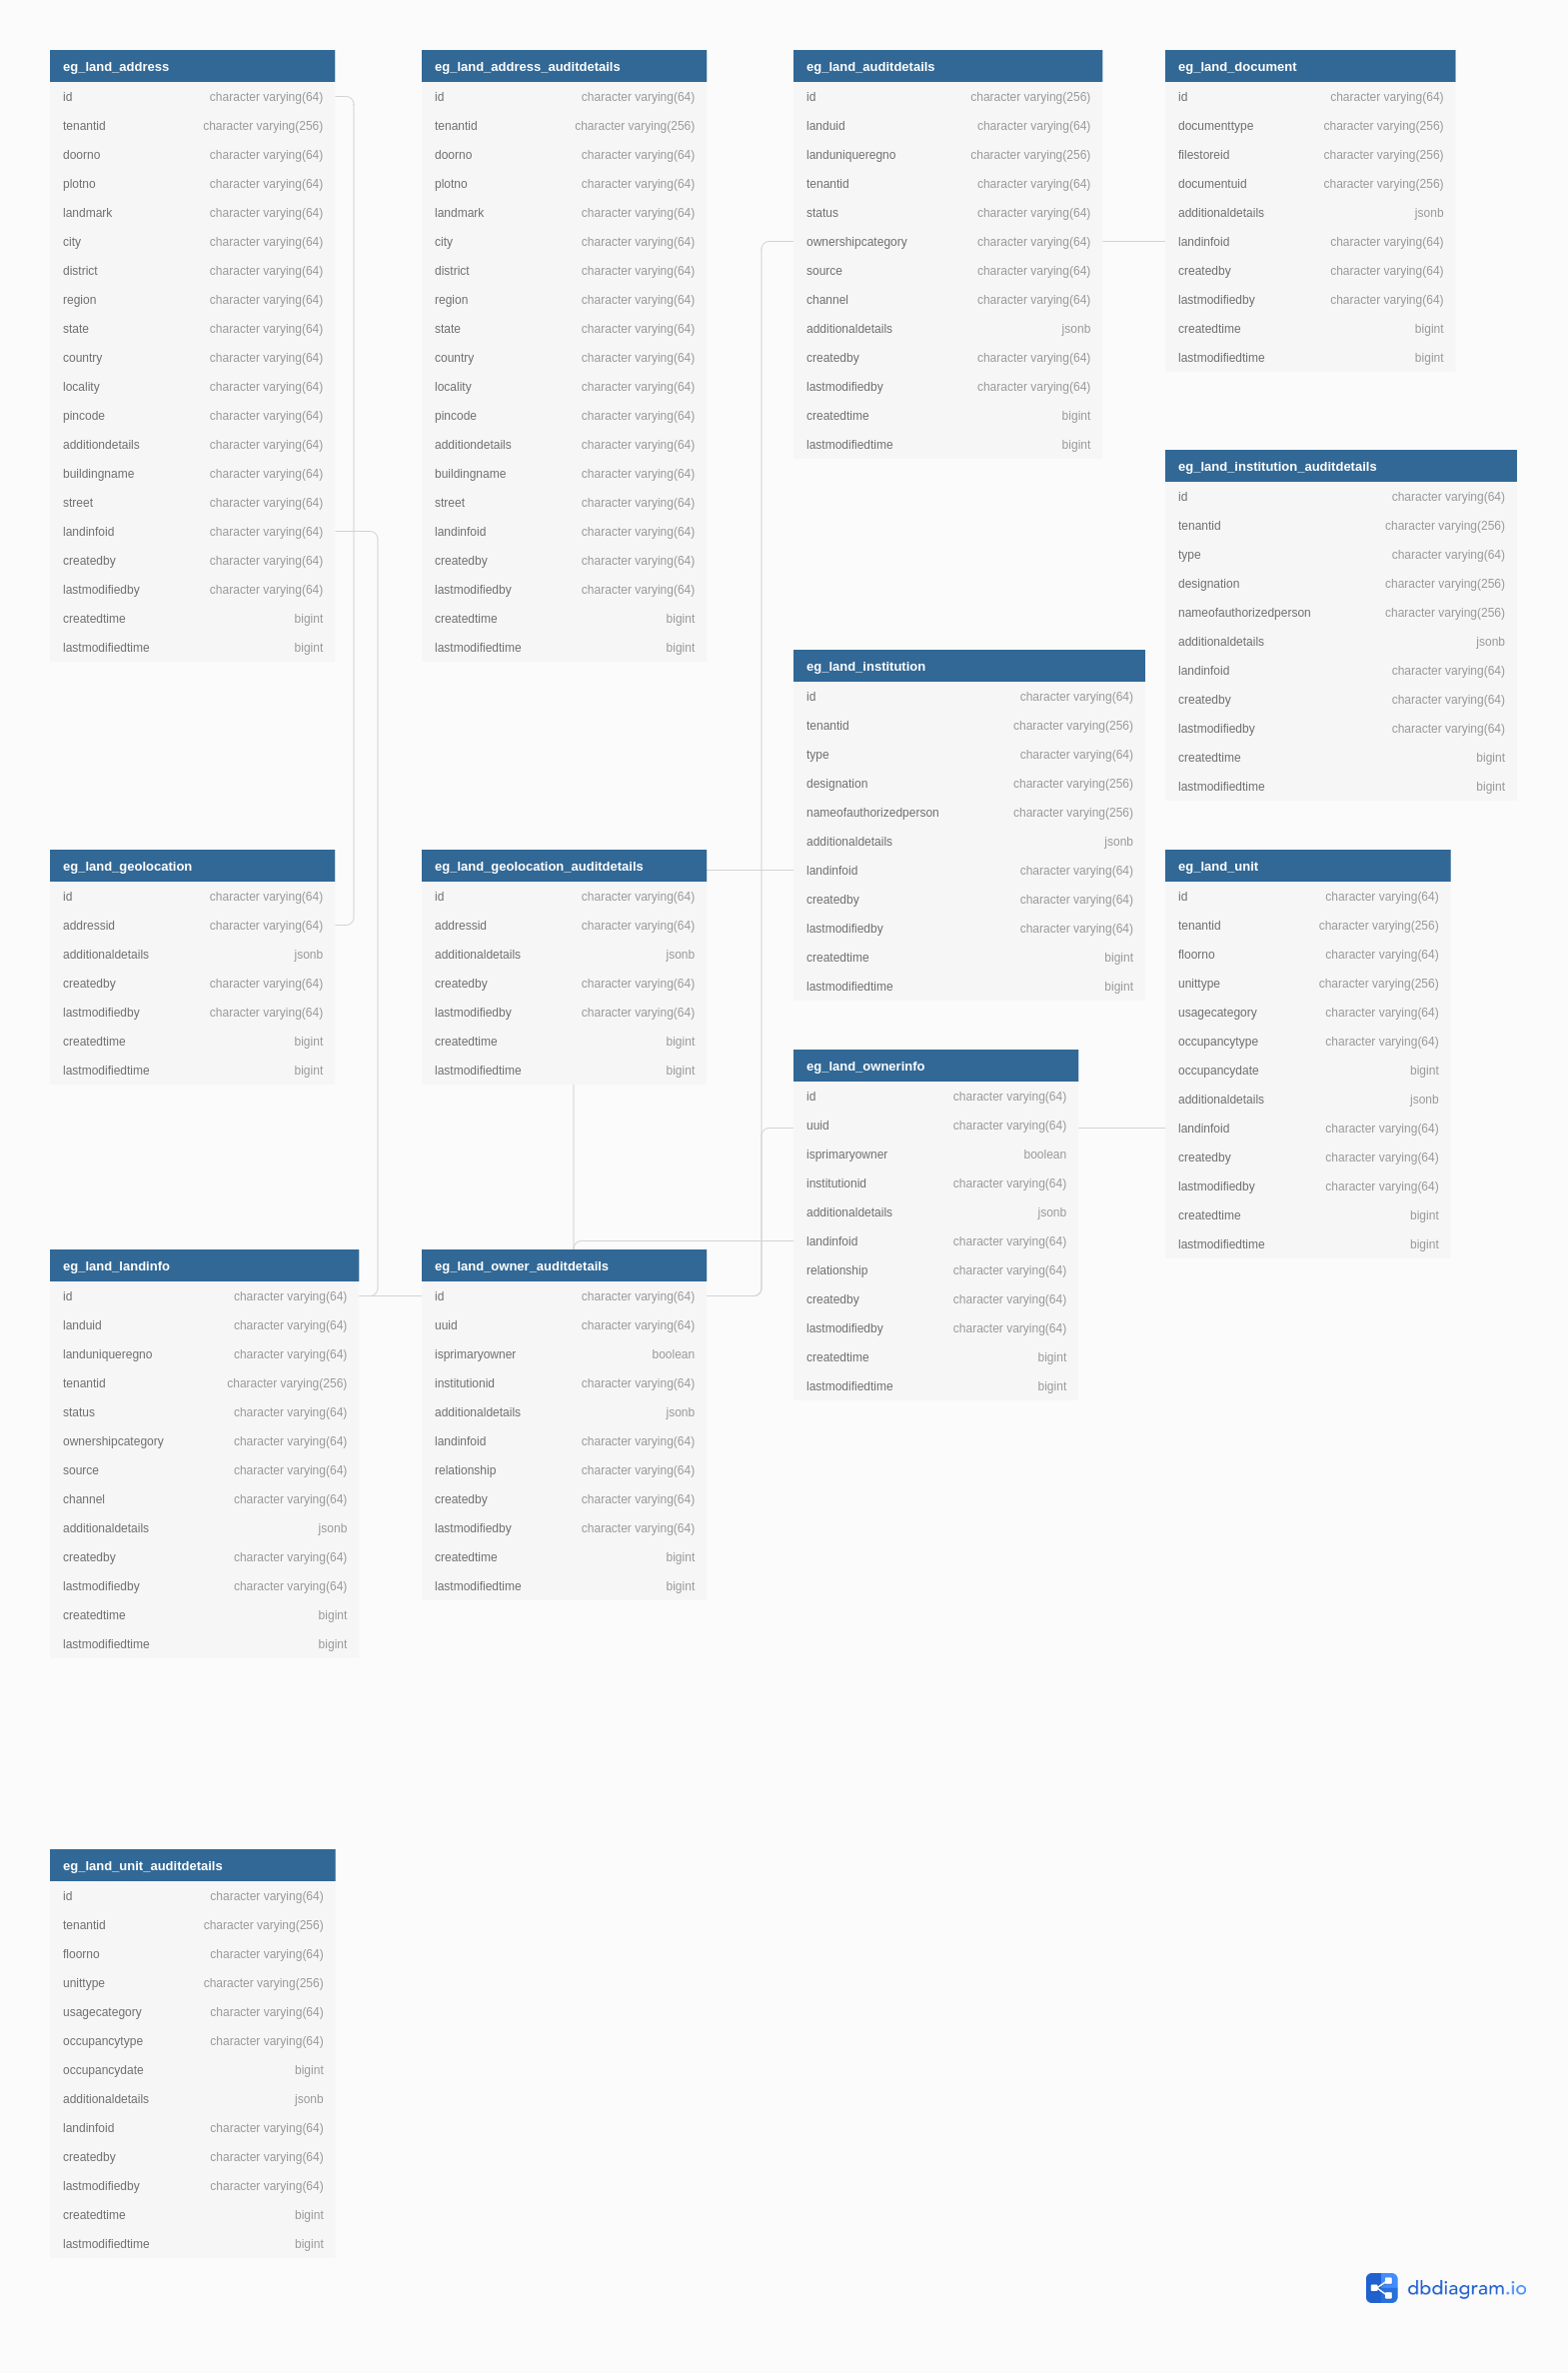 eg_land_address
id character varying(64)
tenantid character varying(256)
doorno character varying(64)
plotno character varying(64)
landmark character varying(64)
city character varying(64)
district character varying(64)
region character varying(64)
state character varying(64)
country character varying(64)
locality character varying(64)
pincode character varying(64)
additiondetails character varying(64)
buildingname character varying(64)
street character varying(64)
landinfoid character varying(64)
createdby character varying(64)
lastmodifiedby character varying(64)
createdtime bigint
lastmodifiedtime bigint
eg_land_address_auditdetails
id character varying(64)
tenantid character varying(256)
doorno character varying(64)
plotno character varying(64)
landmark character varying(64)
city character varying(64)
district character varying(64)
region character varying(64)
state character varying(64)
country character varying(64)
locality character varying(64)
pincode character varying(64)
additiondetails character varying(64)
buildingname character varying(64)
street character varying(64)
landinfoid character varying(64)
createdby character varying(64)
lastmodifiedby character varying(64)
createdtime bigint
lastmodifiedtime bigint
eg_land_auditdetails
id character varying(256)
landuid character varying(64)
landuniqueregno character varying(256)
tenantid character varying(64)
status character varying(64)
ownershipcategory character varying(64)
source character varying(64)
channel character varying(64)
additionaldetails jsonb
createdby character varying(64)
lastmodifiedby character varying(64)
createdtime bigint
lastmodifiedtime bigint
eg_land_document
id character varying(64)
documenttype character varying(256)
filestoreid character varying(256)
documentuid character varying(256)
additionaldetails jsonb
landinfoid character varying(64)
createdby character varying(64)
lastmodifiedby character varying(64)
createdtime bigint
lastmodifiedtime bigint
eg_land_institution_auditdetails
id character varying(64)
tenantid character varying(256)
type character varying(64)
designation character varying(256)
nameofauthorizedperson character varying(256)
additionaldetails jsonb
landinfoid character varying(64)
createdby character varying(64)
lastmodifiedby character varying(64)
createdtime bigint
lastmodifiedtime bigint
eg_land_institution
id character varying(64)
tenantid character varying(256)
type character varying(64)
designation character varying(256)
nameofauthorizedperson character varying(256)
additionaldetails jsonb
landinfoid character varying(64)
createdby character varying(64)
lastmodifiedby character varying(64)
createdtime bigint
lastmodifiedtime bigint
eg_land_geolocation
id character varying(64)
addressid character varying(64)
additionaldetails jsonb
createdby character varying(64)
lastmodifiedby character varying(64)
createdtime bigint
lastmodifiedtime bigint
eg_land_geolocation_auditdetails
id character varying(64)
addressid character varying(64)
additionaldetails jsonb
createdby character varying(64)
lastmodifiedby character varying(64)
createdtime bigint
lastmodifiedtime bigint
eg_land_unit
id character varying(64)
tenantid character varying(256)
floorno character varying(64)
unittype character varying(256)
usagecategory character varying(64)
occupancytype character varying(64)
occupancydate bigint
additionaldetails jsonb
landinfoid character varying(64)
createdby character varying(64)
lastmodifiedby character varying(64)
createdtime bigint
lastmodifiedtime bigint
eg_land_ownerinfo
id character varying(64)
uuid character varying(64)
isprimaryowner boolean
institutionid character varying(64)
additionaldetails jsonb
landinfoid character varying(64)
relationship character varying(64)
createdby character varying(64)
lastmodifiedby character varying(64)
createdtime bigint
lastmodifiedtime bigint
eg_land_landinfo
id character varying(64)
landuid character varying(64)
landuniqueregno character varying(64)
tenantid character varying(256)
status character varying(64)
ownershipcategory character varying(64)
source character varying(64)
channel character varying(64)
additionaldetails jsonb
createdby character varying(64)
lastmodifiedby character varying(64)
createdtime bigint
lastmodifiedtime bigint
eg_land_owner_auditdetails
id character varying(64)
uuid character varying(64)
isprimaryowner boolean
institutionid character varying(64)
additionaldetails jsonb
landinfoid character varying(64)
relationship character varying(64)
createdby character varying(64)
lastmodifiedby character varying(64)
createdtime bigint
lastmodifiedtime bigint
eg_land_unit_auditdetails
id character varying(64)
tenantid character varying(256)
floorno character varying(64)
unittype character varying(256)
usagecategory character varying(64)
occupancytype character varying(64)
occupancydate bigint
additionaldetails jsonb
landinfoid character varying(64)
createdby character varying(64)
lastmodifiedby character varying(64)
createdtime bigint
lastmodifiedtime bigint
dbdiagram.io